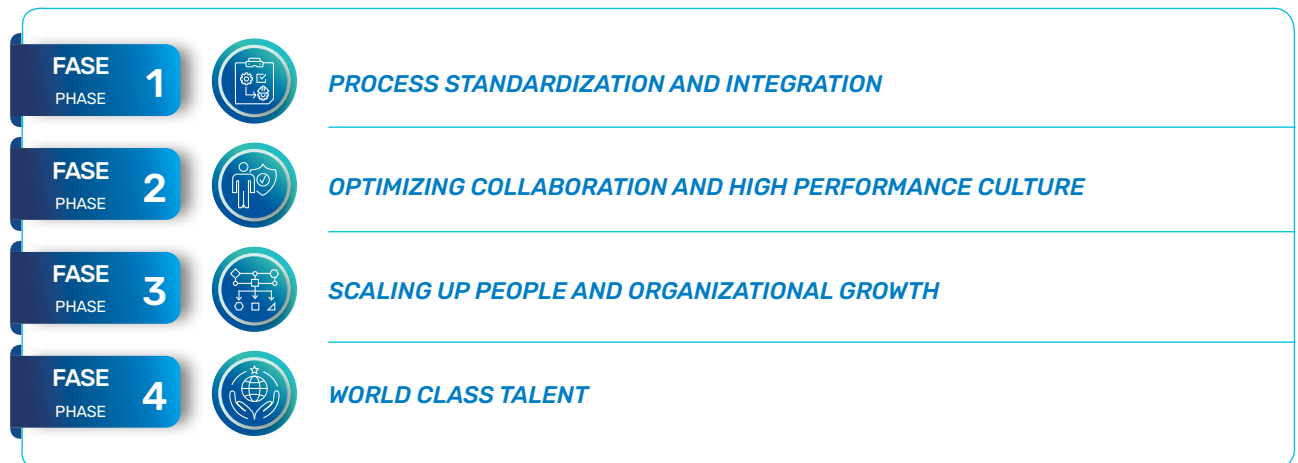 FASE
PHASE
1
PROCESS STANDARDIZATION AND INTEGRATION
FASE
PHASE
2
OPTIMIZING COLLABORATION AND HIGH PERFORMANCE CULTURE
FASE
PHASE
3
SCALING UP PEOPLE AND ORGANIZATIONAL GROWTH
FASE
PHASE
4
WORLD CLASS TALENT